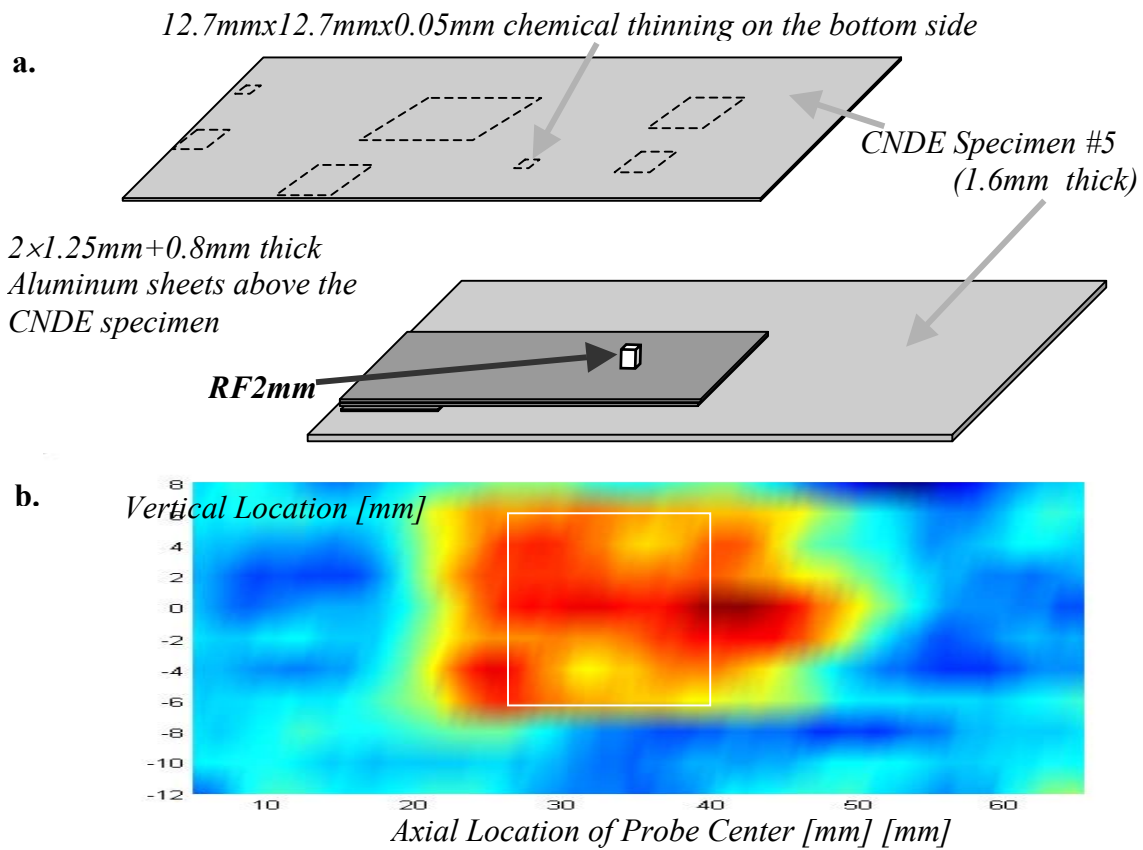 12.7mmx12.7mmx0.05mm chemical thinning on the bottom side
a.
CNDE Specimen #5
(1.6mm thick)
2×1.25mm+0.8mm thick
Aluminum sheets above the
CNDE specimen
RF2mm
b.
Vertical Location [mm]
8
6
4
2
0
-2
-4
-6
-8
-10
-12
10 20 30 40 50 60
Axial Location of Probe Center [mm] [mm]